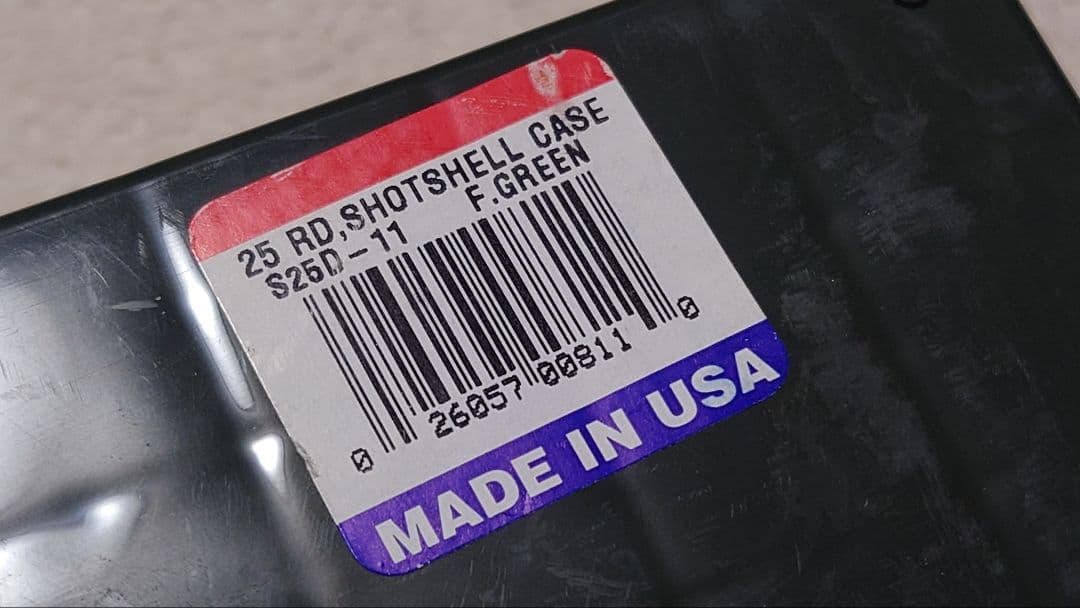 25 RD,SHOTSHELL CASE
S25D-11 F.GREEN
0 26057 00811 0
MADE IN USA